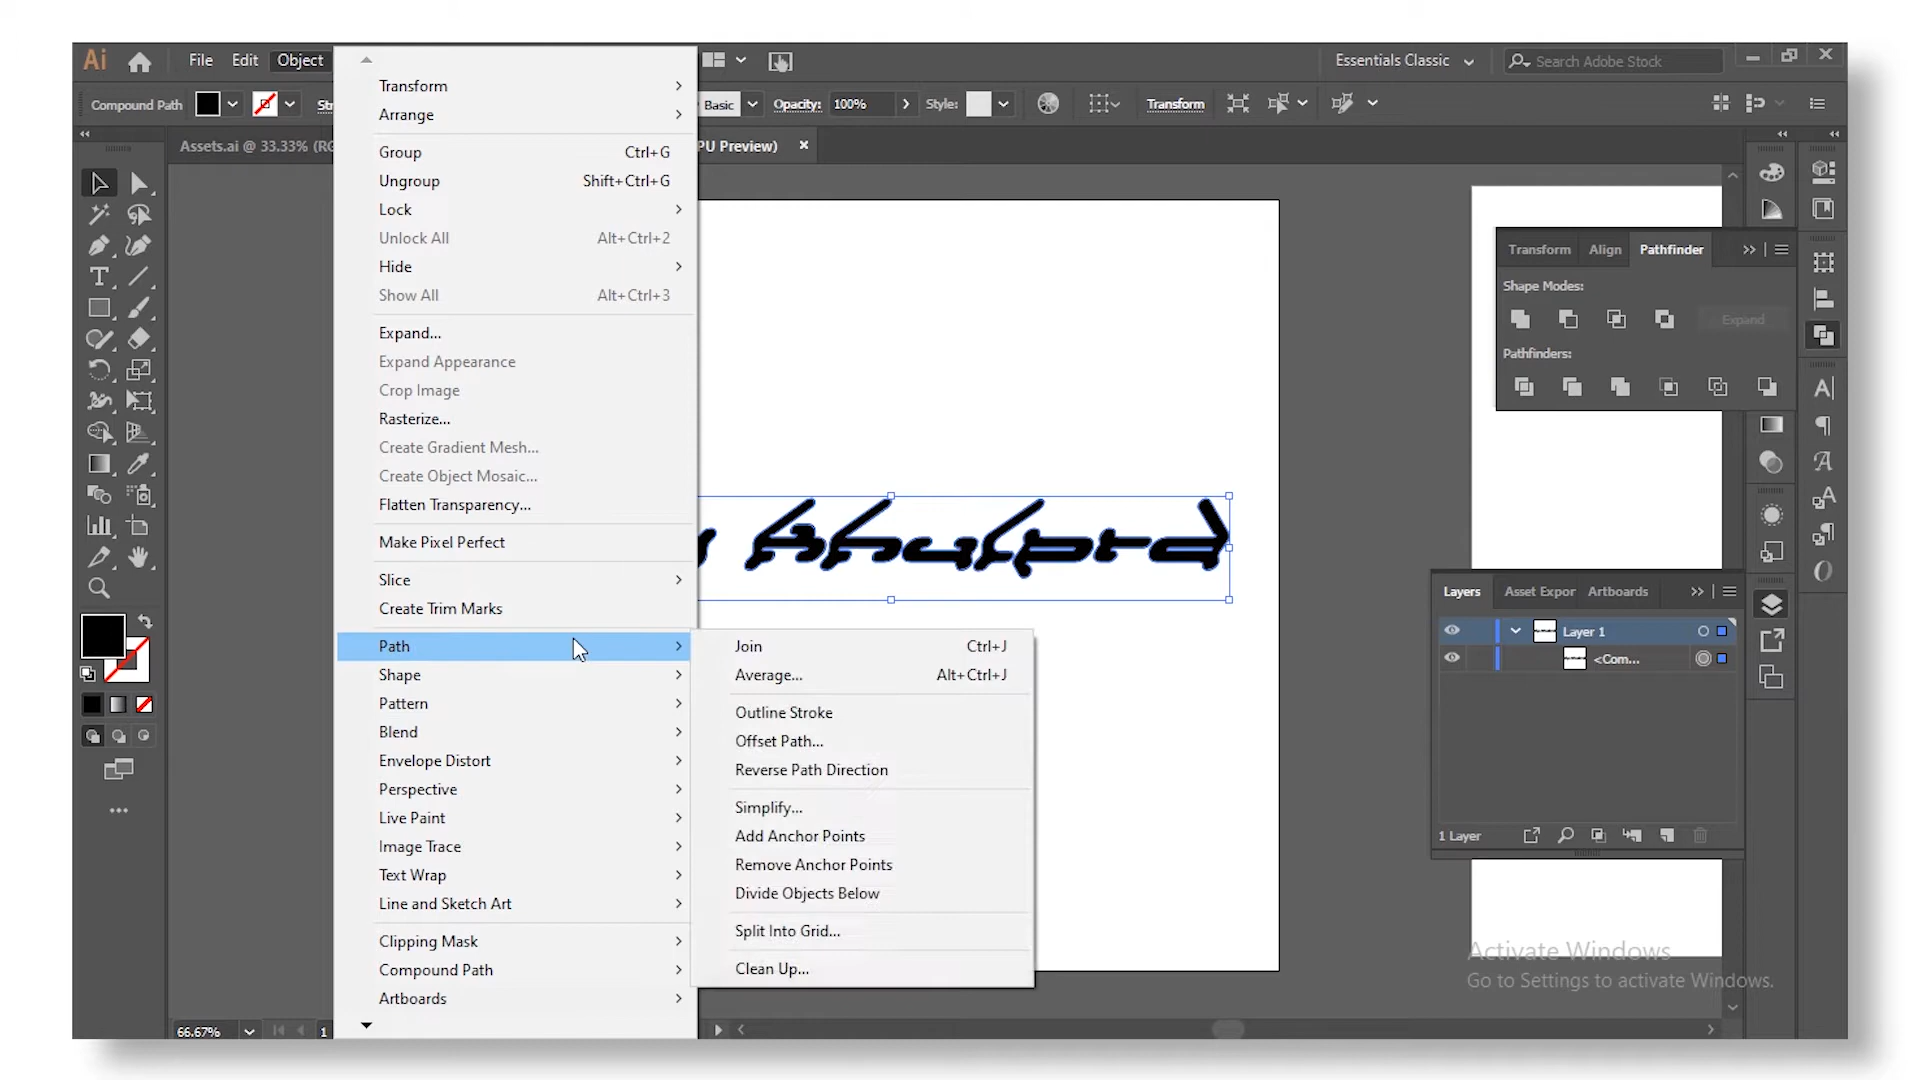 Ai File Edit Object Essentials Classic Search Adobe Stock
Compound Path Basic Opacity: 100% Style: Transform
Assets.ai @ 33.33% (RG PU Preview) ×
Transform
Arrange
Group Ctrl+G
Ungroup Shift+Ctrl+G
Lock
Unlock All Alt+Ctrl+2
Hide
Show All Alt+Ctrl+3
Expand...
Expand Appearance
Crop Image
Rasterize...
Create Gradient Mesh...
Create Object Mosaic...
Flatten Transparency...
Make Pixel Perfect
Slice
Create Trim Marks
Path
Shape
Pattern
Blend
Envelope Distort
Perspective
Live Paint
Image Trace
Text Wrap
Line and Sketch Art
Clipping Mask
Compound Path
Artboards
Join Ctrl+J
Average... Alt+Ctrl+J
Outline Stroke
Offset Path...
Reverse Path Direction
Simplify...
Add Anchor Points
Remove Anchor Points
Divide Objects Below
Split Into Grid...
Clean Up...
Transform Align Pathfinder
Shape Modes:
Expand
Pathfinders:
Layers Asset Expor Artboards
Layer 1
<Com...
1 Layer
Activate Windows
Go to Settings to activate Windows.
66.67% 1